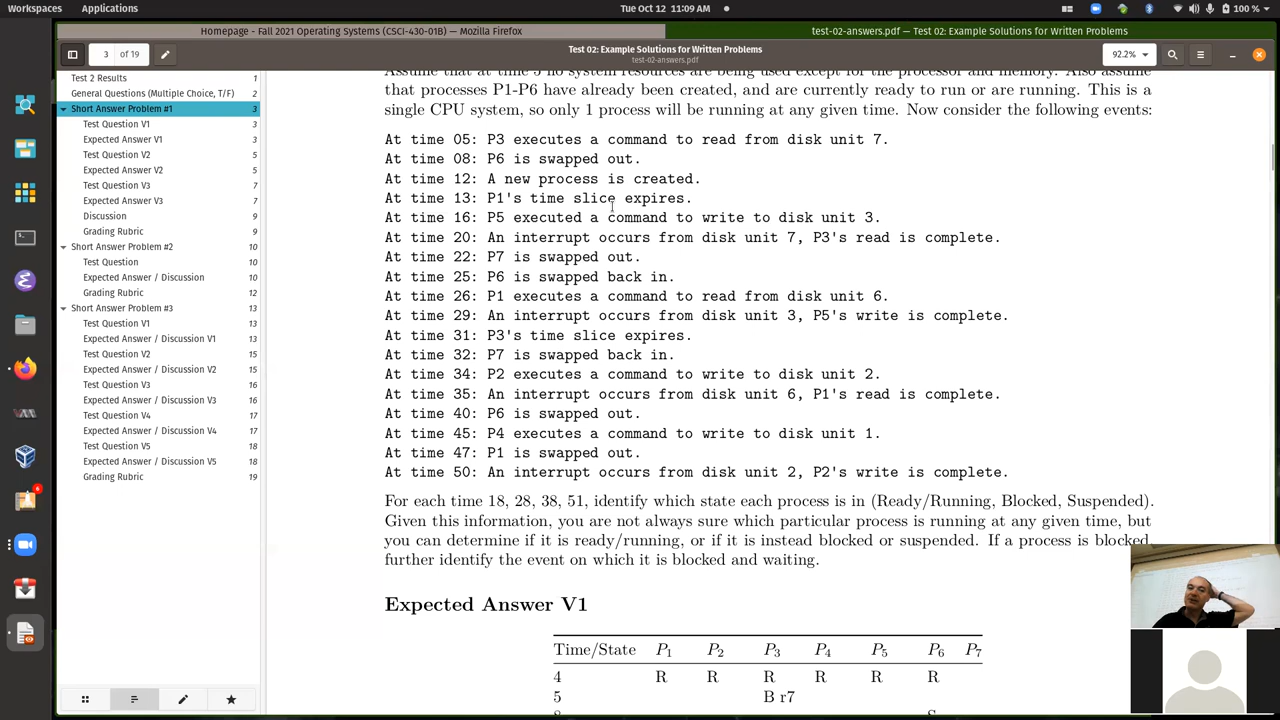 Workspaces Applications Tue Oct 12 11:09 AM 100 %
Homepage - Fall 2021 Operating Systems (CSCI-430-01B) — Mozilla Firefox
test-02-answers.pdf — Test 02: Example Solutions for Written Problems
3 of 19
Test 02: Example Solutions for Written Problems
test-02-answers.pdf
92.2%
Test 2 Results 1
General Questions (Multiple Choice, T/F) 2
Short Answer Problem #1 3
Test Question V1 3
Expected Answer V1 3
Test Question V2 5
Expected Answer V2 5
Test Question V3 7
Expected Answer V3 7
Discussion 9
Grading Rubric 9
Short Answer Problem #2 10
Test Question 10
Expected Answer / Discussion 10
Grading Rubric 12
Short Answer Problem #3 13
Test Question V1 13
Expected Answer / Discussion V1 13
Test Question V2 15
Expected Answer / Discussion V2 15
Test Question V3 16
Expected Answer / Discussion V3 16
Test Question V4 17
Expected Answer / Discussion V4 17
Test Question V5 18
Expected Answer / Discussion V5 18
Grading Rubric 19
Assume that at time 5 no system resources are being used except for the processor and memory. Also assume
that processes P1-P6 have already been created, and are currently ready to run or are running. This is a
single CPU system, so only 1 process will be running at any given time. Now consider the following events:
At time 05: P3 executes a command to read from disk unit 7.
At time 08: P6 is swapped out.
At time 12: A new process is created.
At time 13: P1's time slice expires.
At time 16: P5 executed a command to write to disk unit 3.
At time 20: An interrupt occurs from disk unit 7, P3's read is complete.
At time 22: P7 is swapped out.
At time 25: P6 is swapped back in.
At time 26: P1 executes a command to read from disk unit 6.
At time 29: An interrupt occurs from disk unit 3, P5's write is complete.
At time 31: P3's time slice expires.
At time 32: P7 is swapped back in.
At time 34: P2 executes a command to write to disk 2.
At time 35: An interrupt occurs from disk unit 6, P1's read is complete.
At time 40: P6 is swapped out.
At time 45: P4 executes a command to write to disk unit 1.
At time 47: P1 is swapped out.
At time 50: An interrupt occurs from disk unit 2, P2's write is complete.
For each time 18, 28, 38, 51, identify which state each process is in (Ready/Running, Blocked, Suspended).
Given this information, you are not always sure which particular process is running at any given time, but
you can determine if it is ready/running, or if it is instead blocked or suspended. If a process is blocked,
further identify the event on which it is blocked and waiting.
Expected Answer V1
Time/State P1 P2 P3 P4 P5 P6 P7
4 R R R R R R
5 B r7